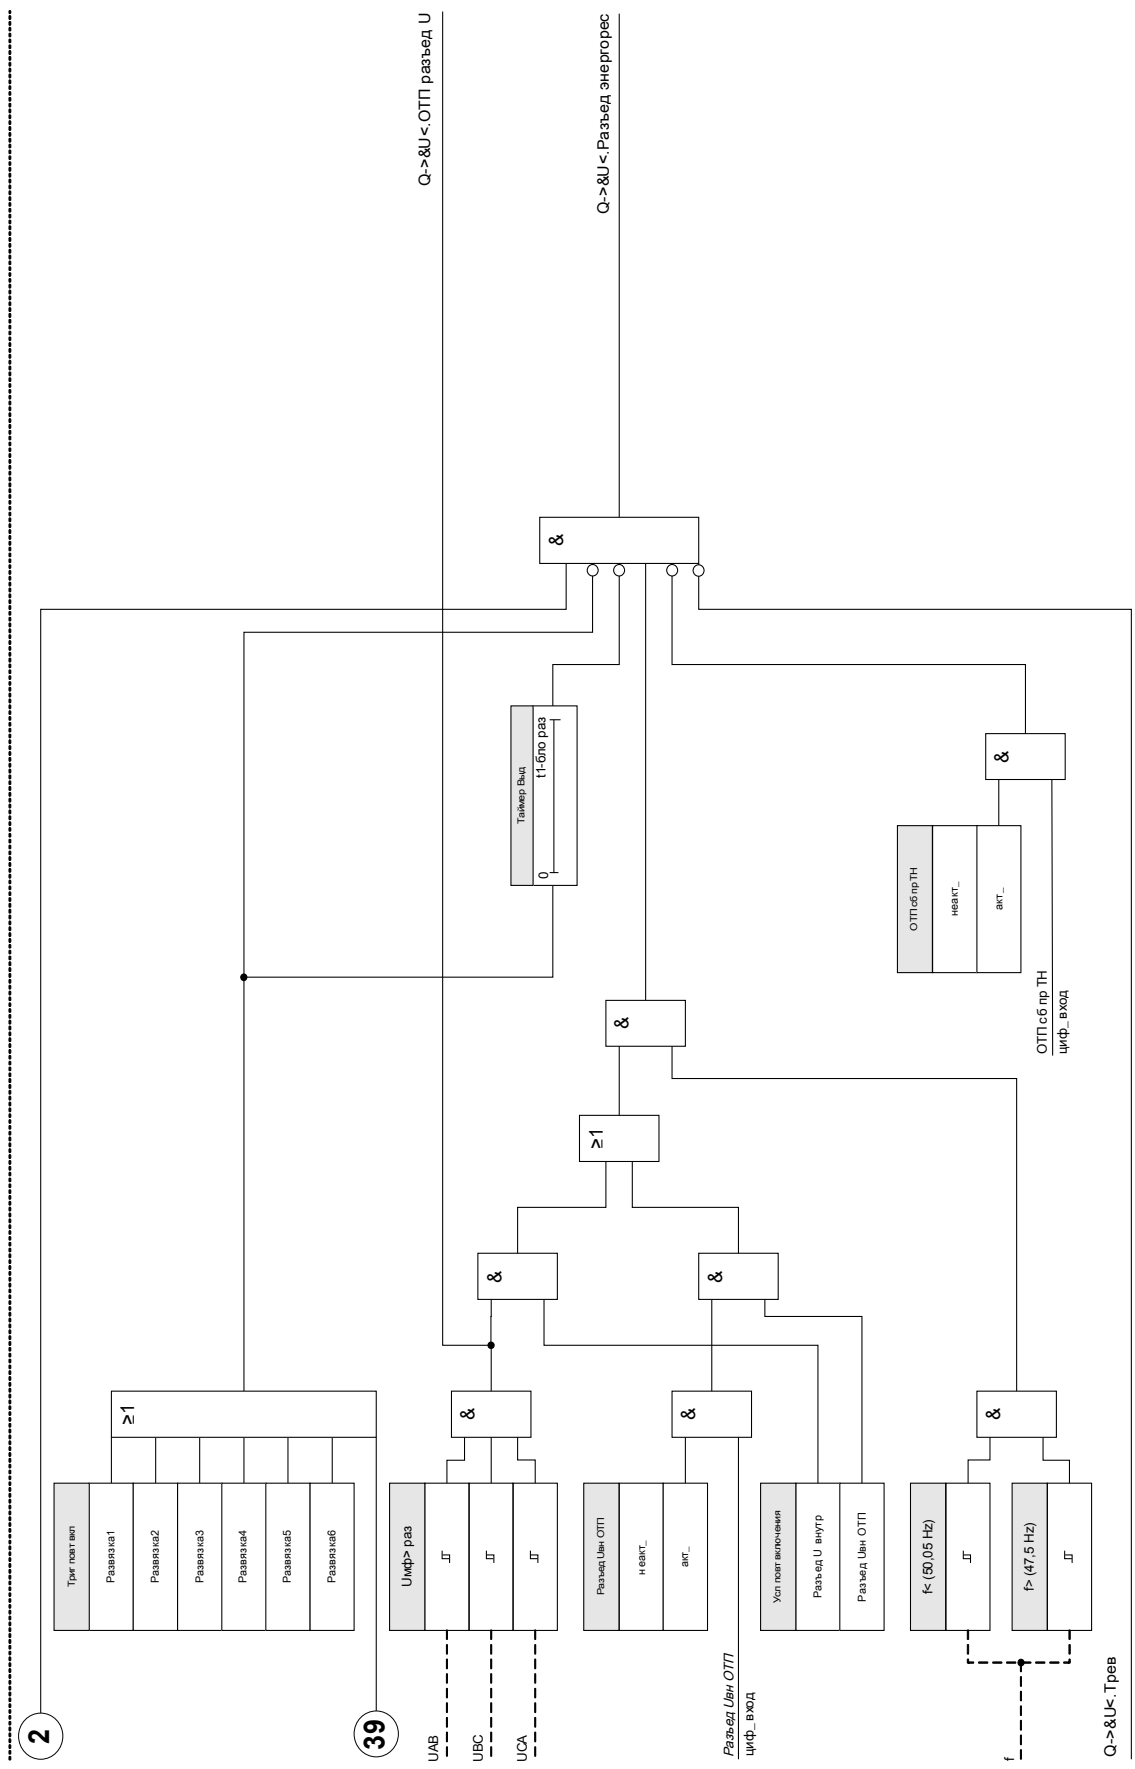 2
Триг повт вкл
Развязка1
Развязка2
Развязка3
Развязка4
Развязка5
Развязка6
≥1
39
Q->&U<.ОТП разъед U
Q->&U<.Разъед энергорес
&
Таймер Выд
0
t1-бло раз
UAB
UBC
UCA
Uмф> раз
&
&
≥1
&
Разъед Uвн ОТП
неакт_
акт_
Разъед Uвн ОТП
циф_вход
&
&
Усл повт включения
Разъед U внутр
Разъед Uвн ОТП
ОТП сб пр ТН
неакт_
акт_
ОТП сб пр ТН
циф_вход
&
f
f< (50,05 Hz)
f> (47,5 Hz)
&
Q->&U<.Трев